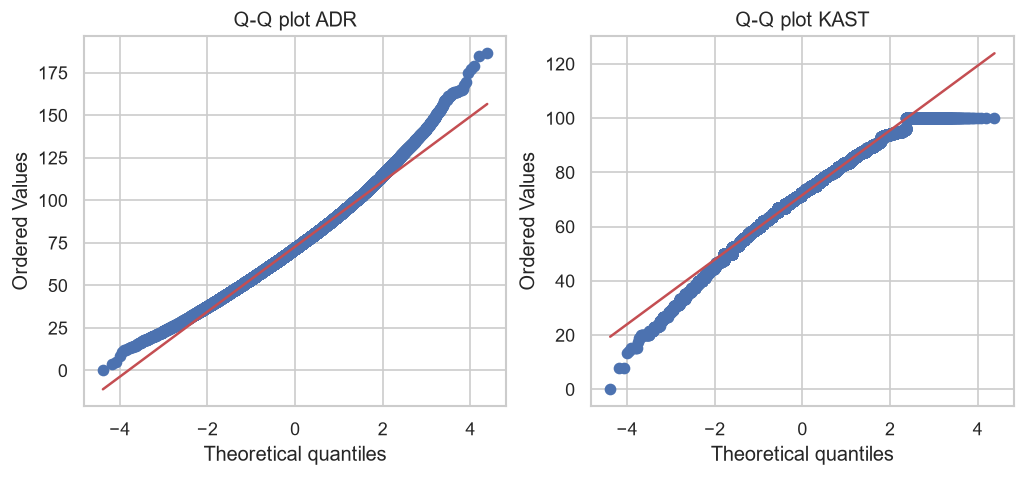 Q-Q plot ADR
175
150
125
100
75
50
25
0
Ordered Values
−4 −2 0 2 4
Theoretical quantiles
Q-Q plot KAST
120
100
80
60
40
20
0
Ordered Values
−4 −2 0 2 4
Theoretical quantiles